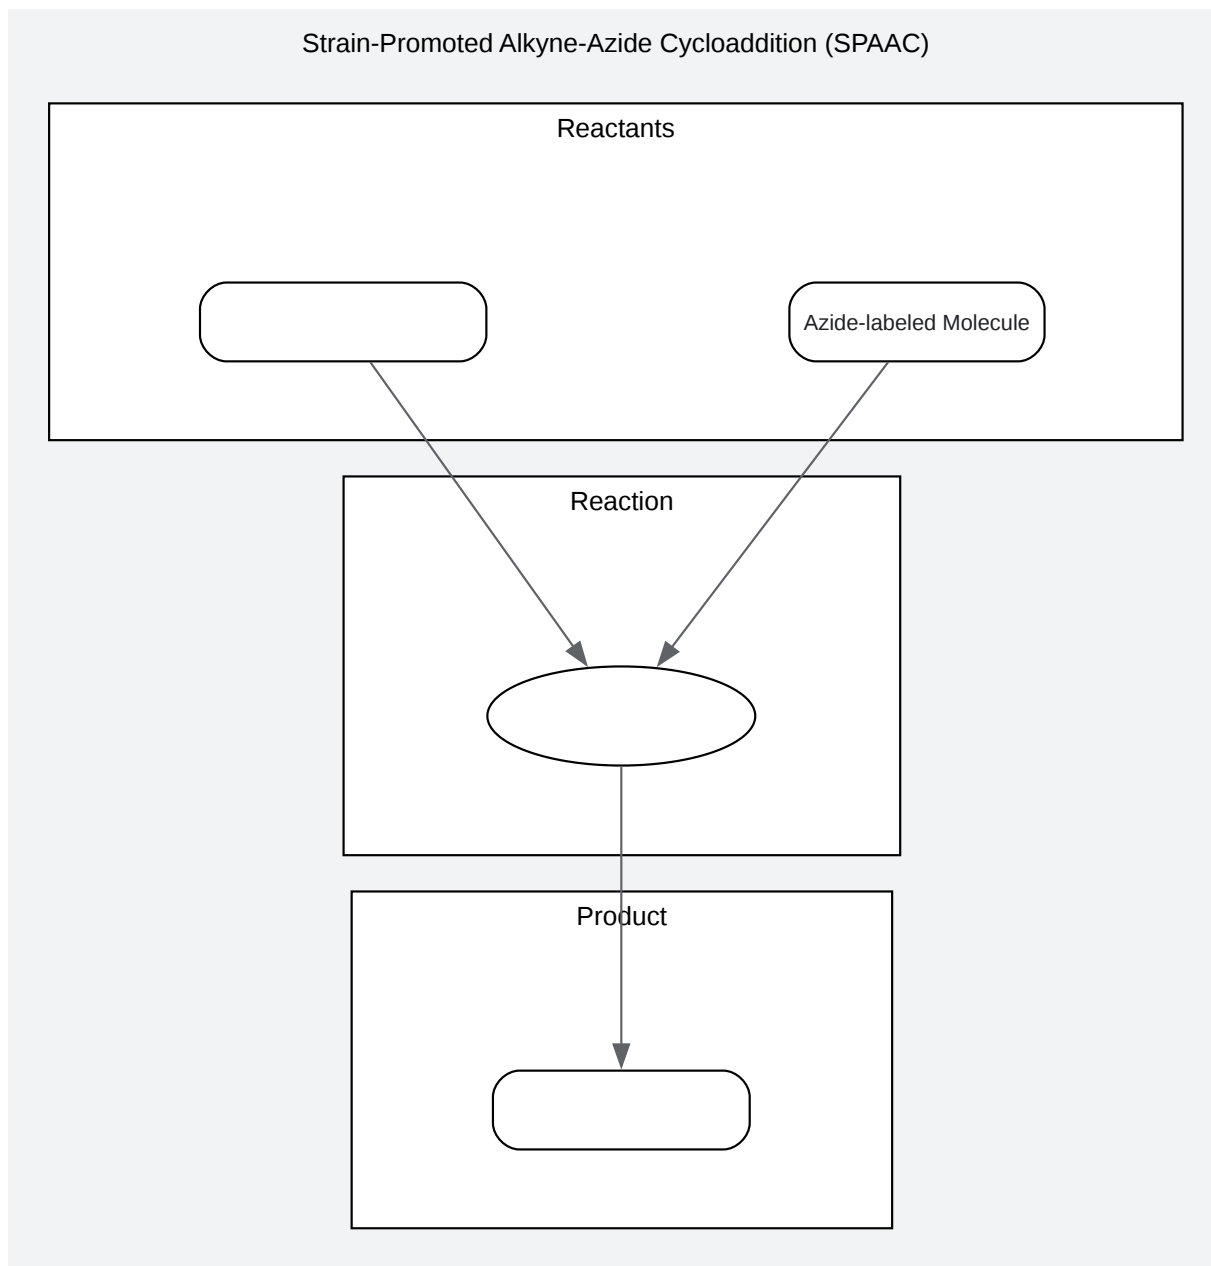 Strain-Promoted Alkyne-Azide Cycloaddition (SPAAC)
Reactants
Azide-labeled Molecule
Reaction
Product